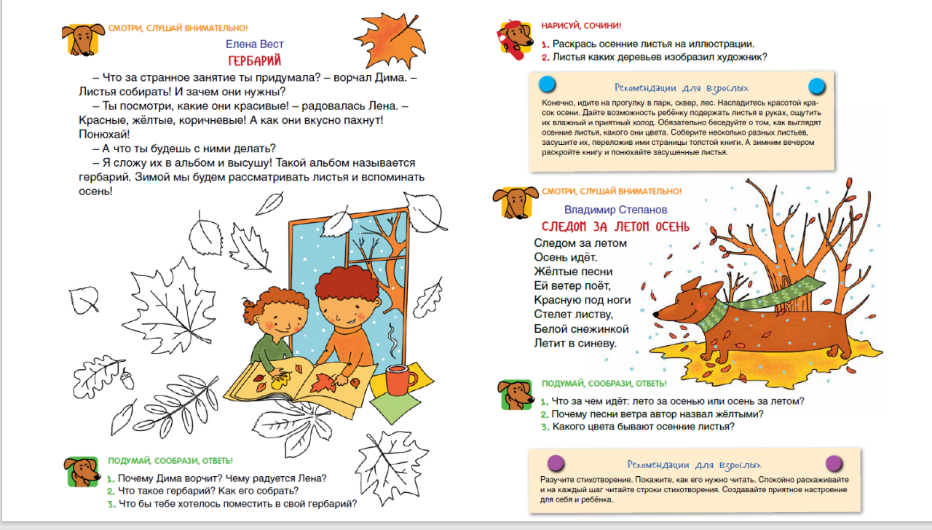 СМОТРИ, СЛУШАЙ ВНИМАТЕЛЬНО!
Елена Вест
ГЕРБАРИЙ
– Что за странное занятие ты придумала? – ворчал Дима. –
Листья собирать! И зачем они нужны?
– Ты посмотри, какие они красивые! – радовалась Лена. –
Красные, жёлтые, коричневые! А как они вкусно пахнут!
Понюхай!
– А что ты будешь с ними делать?
– Я сложу их в альбом и высушу! Такой альбом называется
гербарий. Зимой мы будем рассматривать листья и вспоминать
осень!
ПОДУМАЙ, СООБРАЗИ, ОТВЕТЬ!
1. Почему Дима ворчит? Чему радуется Лена?
2. Что такое гербарий? Как его собрать?
3. Что бы тебе хотелось поместить в свой гербарий?
НАРИСУЙ, СОЧИНИ!
1. Раскрась осенние листья на иллюстрации.
2. Листья каких деревьев изобразил художник?
Рекомендации для взрослых
Конечно, идите на прогулку в парк, сквер, лес. Насладитесь красотой кра-
сок осени. Дайте возможность ребёнку подержать листья в руках, ощутить
их влажный и приятный холод. Обязательно беседуйте о том, как выглядят
осенние листья, какого они цвета. Соберите несколько разных листьев,
засушите их, переложив ими страницы толстой книги. А зимним вечером
раскройте книгу и понюхайте засушенные листья.
СМОТРИ, СЛУШАЙ ВНИМАТЕЛЬНО!
Владимир Степанов
СЛЕДОМ ЗА ЛЕТОМ ОСЕНЬ
Следом за летом
Осень идёт.
Жёлтые песни
Ей ветер поёт,
Красную под ноги
Стелет листву,
Белой снежинкой
Летит в синеву.
ПОДУМАЙ, СООБРАЗИ, ОТВЕТЬ!
1. Что за чем идёт: лето за осенью или осень за летом?
2. Почему песни ветра автор назвал жёлтыми?
3. Какого цвета бывают осенние листья?
Рекомендации для взрослых
Разучите стихотворение. Покажите, как его нужно читать. Спокойно расхаживайте
и на каждый шаг читайте строки стихотворения. Создавайте приятное настроение
для себя и ребёнка.